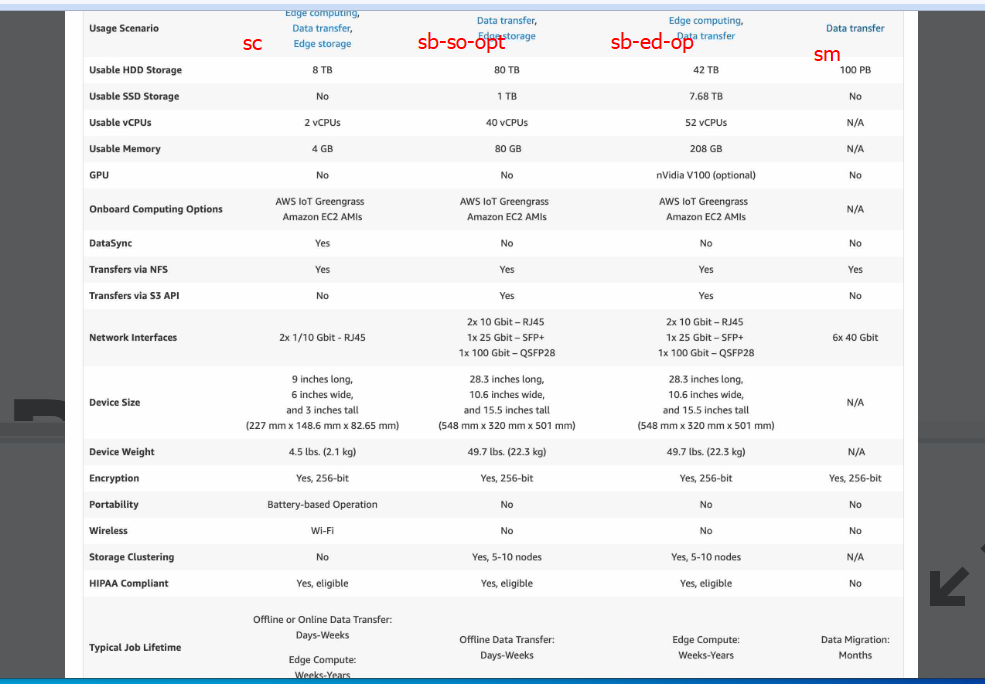 Edge computing,
Usage Scenario Data transfer, Data transfer, Edge computing, Data transfer
Edge storage Edge storage Data transfer
sc sb-so-opt sb-ed-op sm
Usable HDD Storage 8 TB 80 TB 42 TB 100 PB
Usable SSD Storage No 1 TB 7.68 TB No
Usable vCPUs 2 vCPUs 40 vCPUs 52 vCPUs N/A
Usable Memory 4 GB 80 GB 208 GB N/A
GPU No No nVidia V100 (optional) No
Onboard Computing Options AWS IoT Greengrass AWS IoT Greengrass AWS IoT Greengrass N/A
Amazon EC2 AMIs Amazon EC2 AMIs Amazon EC2 AMIs
DataSync Yes No No No
Transfers via NFS Yes Yes Yes Yes
Transfers via S3 API No Yes Yes No
2x 10 Gbit – RJ45 2x 10 Gbit – RJ45
Network Interfaces 2x 1/10 Gbit - RJ45 1x 25 Gbit – SFP+ 1x 25 Gbit – SFP+ 6x 40 Gbit
1x 100 Gbit – QSFP28 1x 100 Gbit – QSFP28
9 inches long, 28.3 inches long, 28.3 inches long,
6 inches wide, 10.6 inches wide, 10.6 inches wide,
Device Size and 3 inches tall and 15.5 inches tall and 15.5 inches tall N/A
(227 mm x 148.6 mm x 82.65 mm) (548 mm x 320 mm x 501 mm) (548 mm x 320 mm x 501 mm)
Device Weight 4.5 lbs. (2.1 kg) 49.7 lbs. (22.3 kg) 49.7 lbs. (22.3 kg) N/A
Encryption Yes, 256-bit Yes, 256-bit Yes, 256-bit Yes, 256-bit
Portability Battery-based Operation No No No
Wireless Wi-Fi No No No
Storage Clustering No Yes, 5-10 nodes Yes, 5-10 nodes N/A
HIPAA Compliant Yes, eligible Yes, eligible Yes, eligible No
Offline or Online Data Transfer:
Days-Weeks Offline Data Transfer: Edge Compute: Data Migration:
Typical Job Lifetime Days-Weeks Weeks-Years Months
Edge Compute:
Weeks-Years